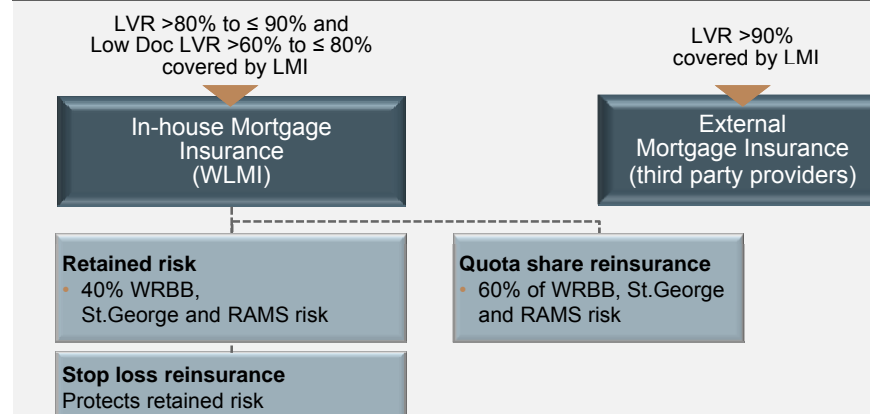 LVR >80% to ≤ 90% and
Low Doc LVR >60% to ≤ 80%
covered by LMI
LVR >90%
covered by LMI
In-house Mortgage
Insurance
(WLMI)
External
Mortgage Insurance
(third party providers)
Retained risk
• 40% WRBB,
St.George and RAMS risk
Quota share reinsurance
• 60% of WRBB, St.George
and RAMS risk
Stop loss reinsurance
Protects retained risk